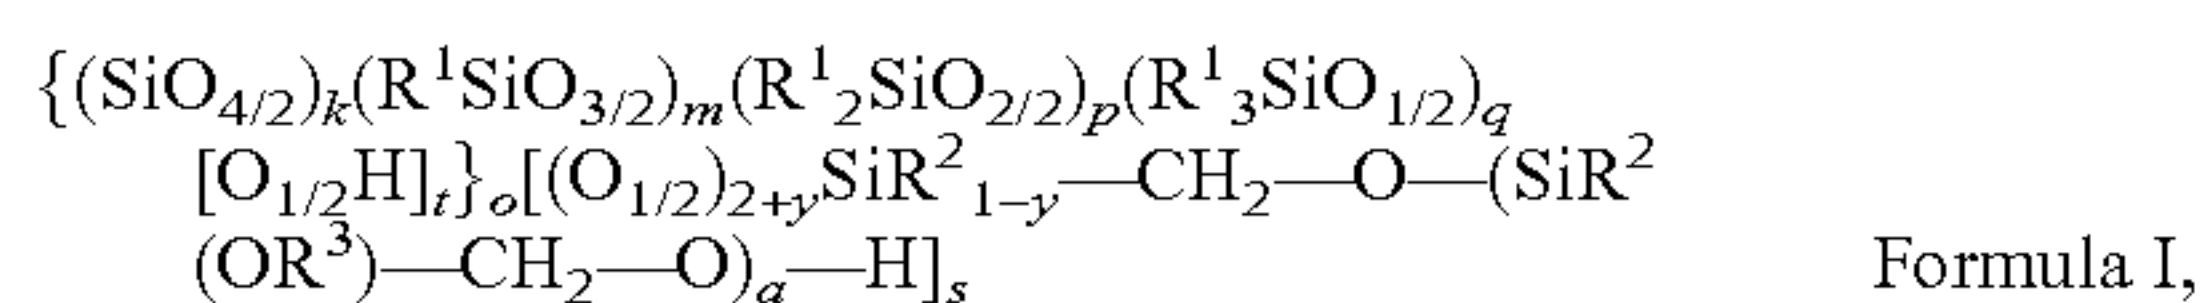 {(SiO₄/₂)ₖ(R¹SiO₃/₂)ₘ(R¹₂SiO₂/₂)ₚ(R¹₃SiO₁/₂)_q
[O₁/₂H]ₜ}ₒ[(O₁/₂)₂₊ySiR²₁₋y—CH₂—O—(SiR²
(OR³)—CH₂—O)ₐ—H]ₛ Formula I,